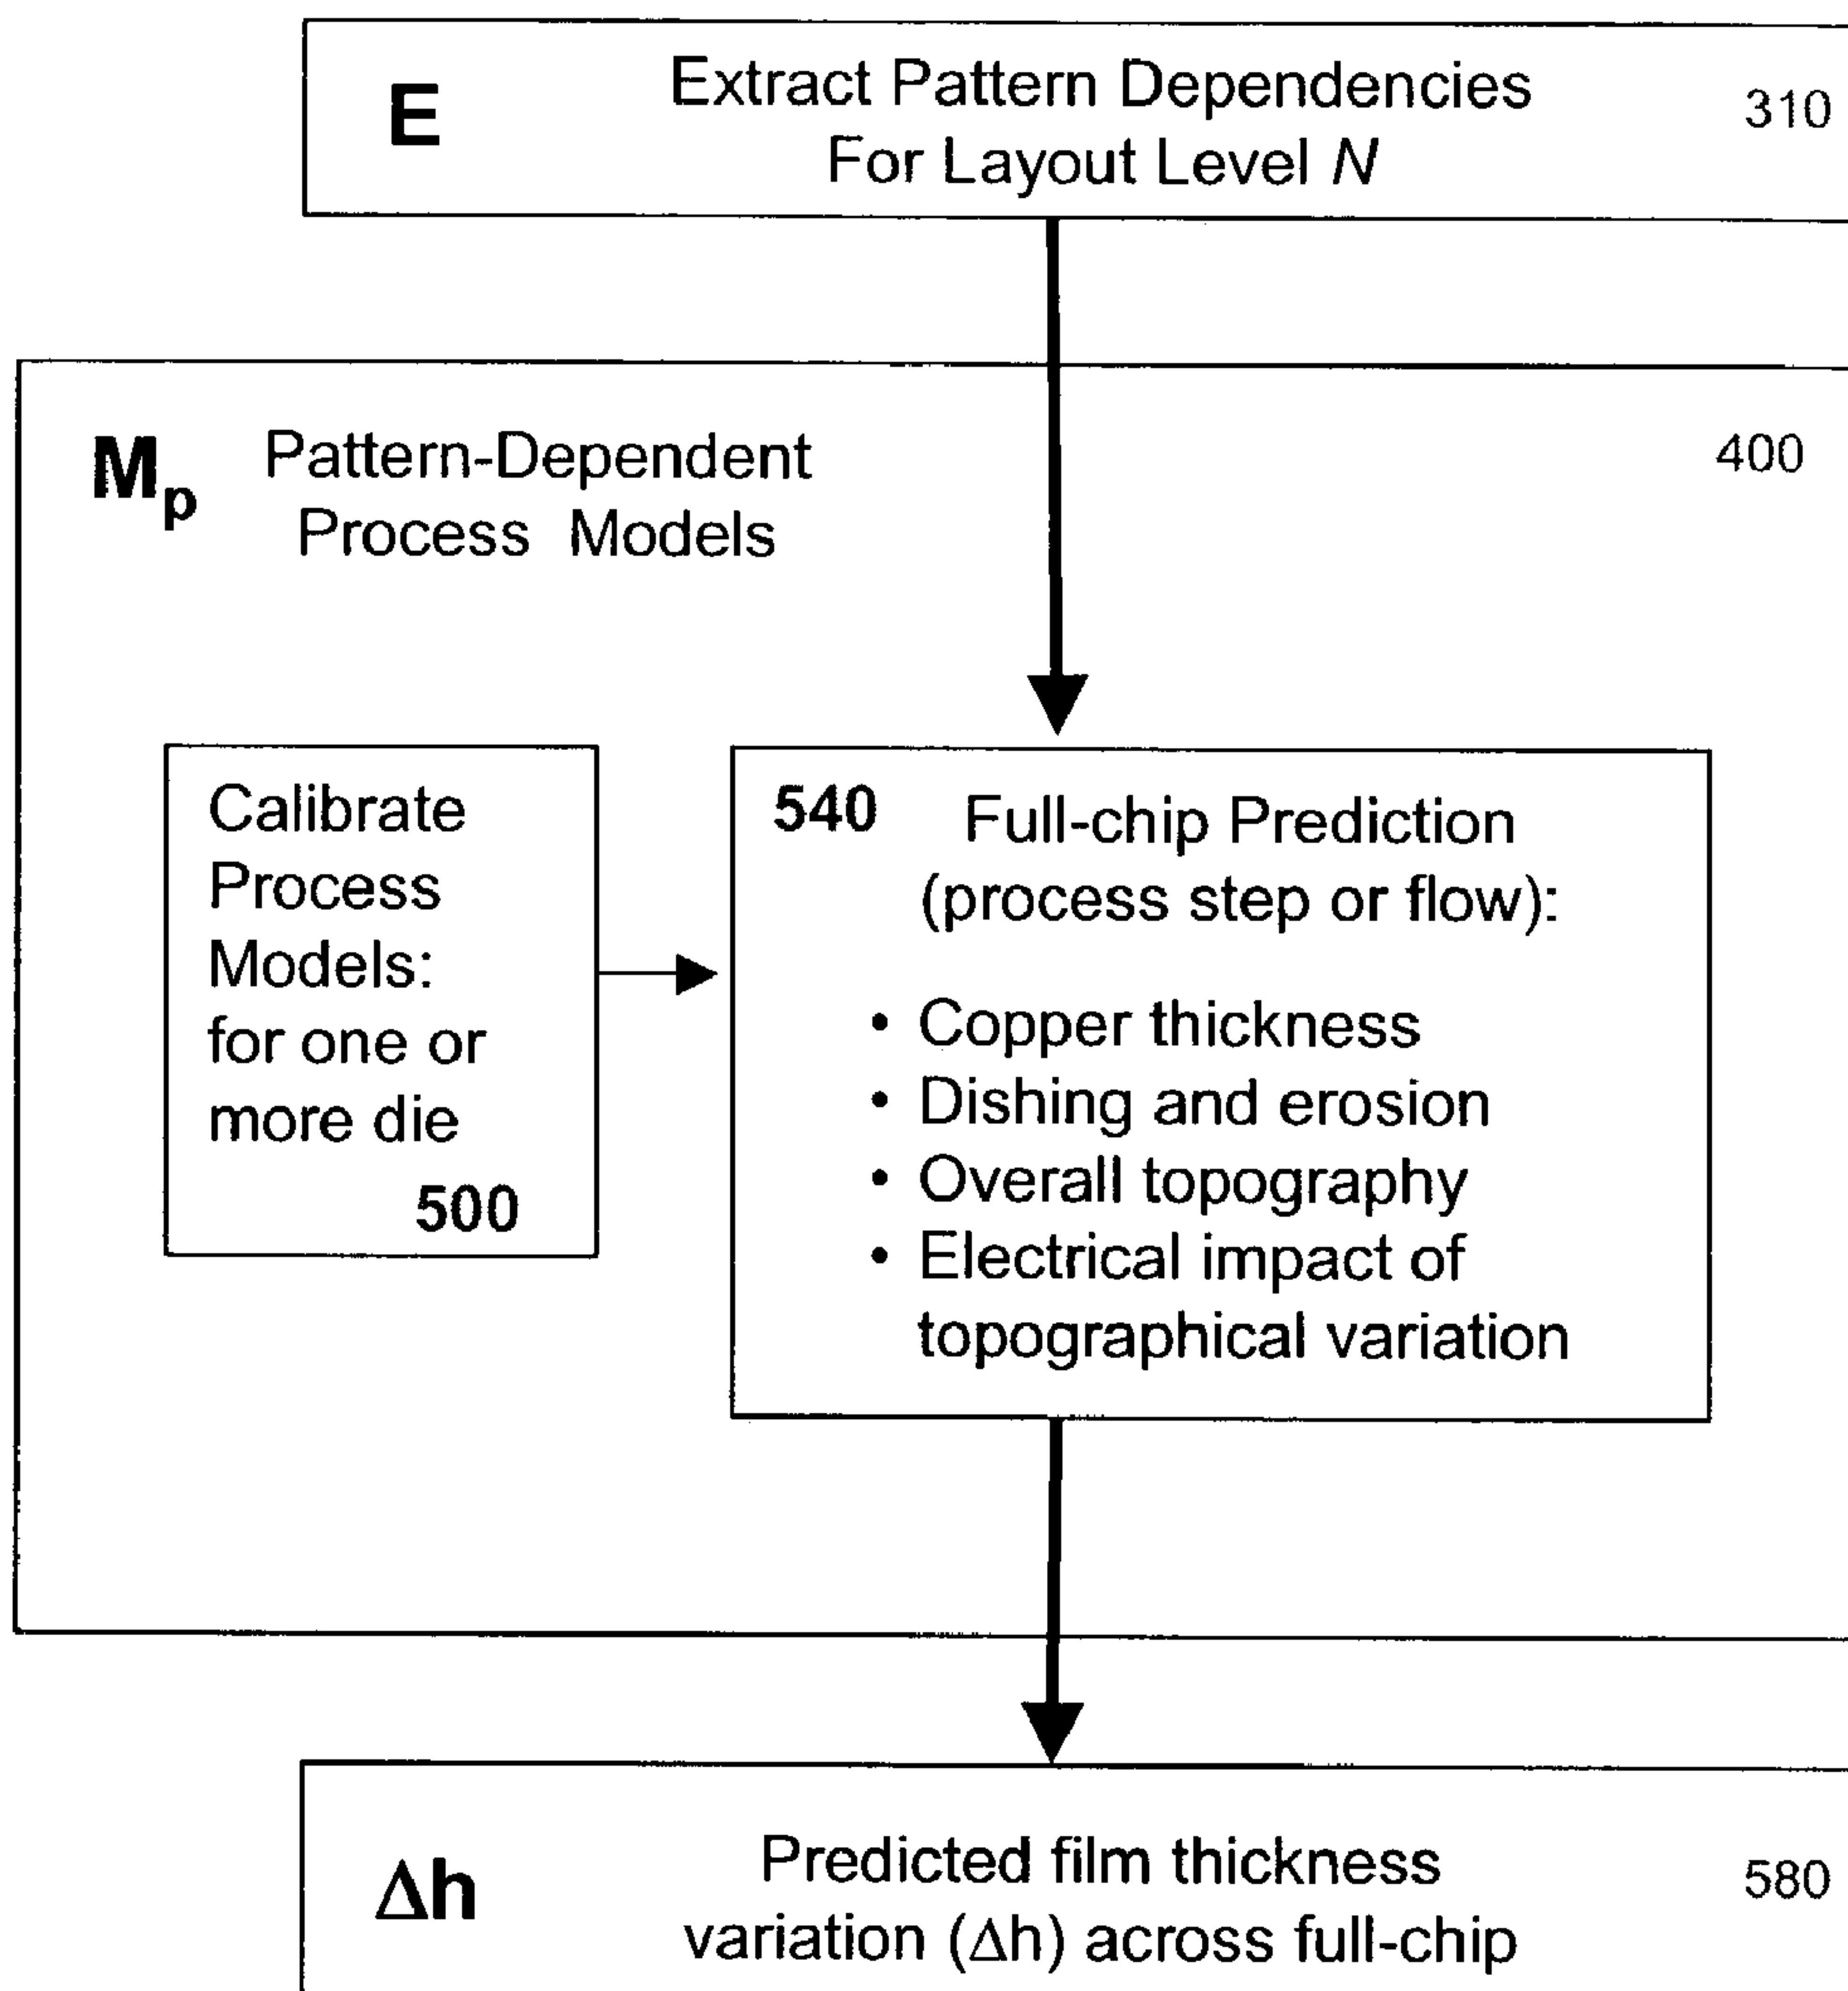 E
Extract Pattern Dependencies
For Layout Level N
310
Mp
Pattern-Dependent
Process Models
400
Calibrate
Process
Models:
for one or
more die
500
540
Full-chip Prediction
(process step or flow):
• Copper thickness
• Dishing and erosion
• Overall topography
• Electrical impact of
topographical variation
Δh
Predicted film thickness
variation (Δh) across full-chip
580